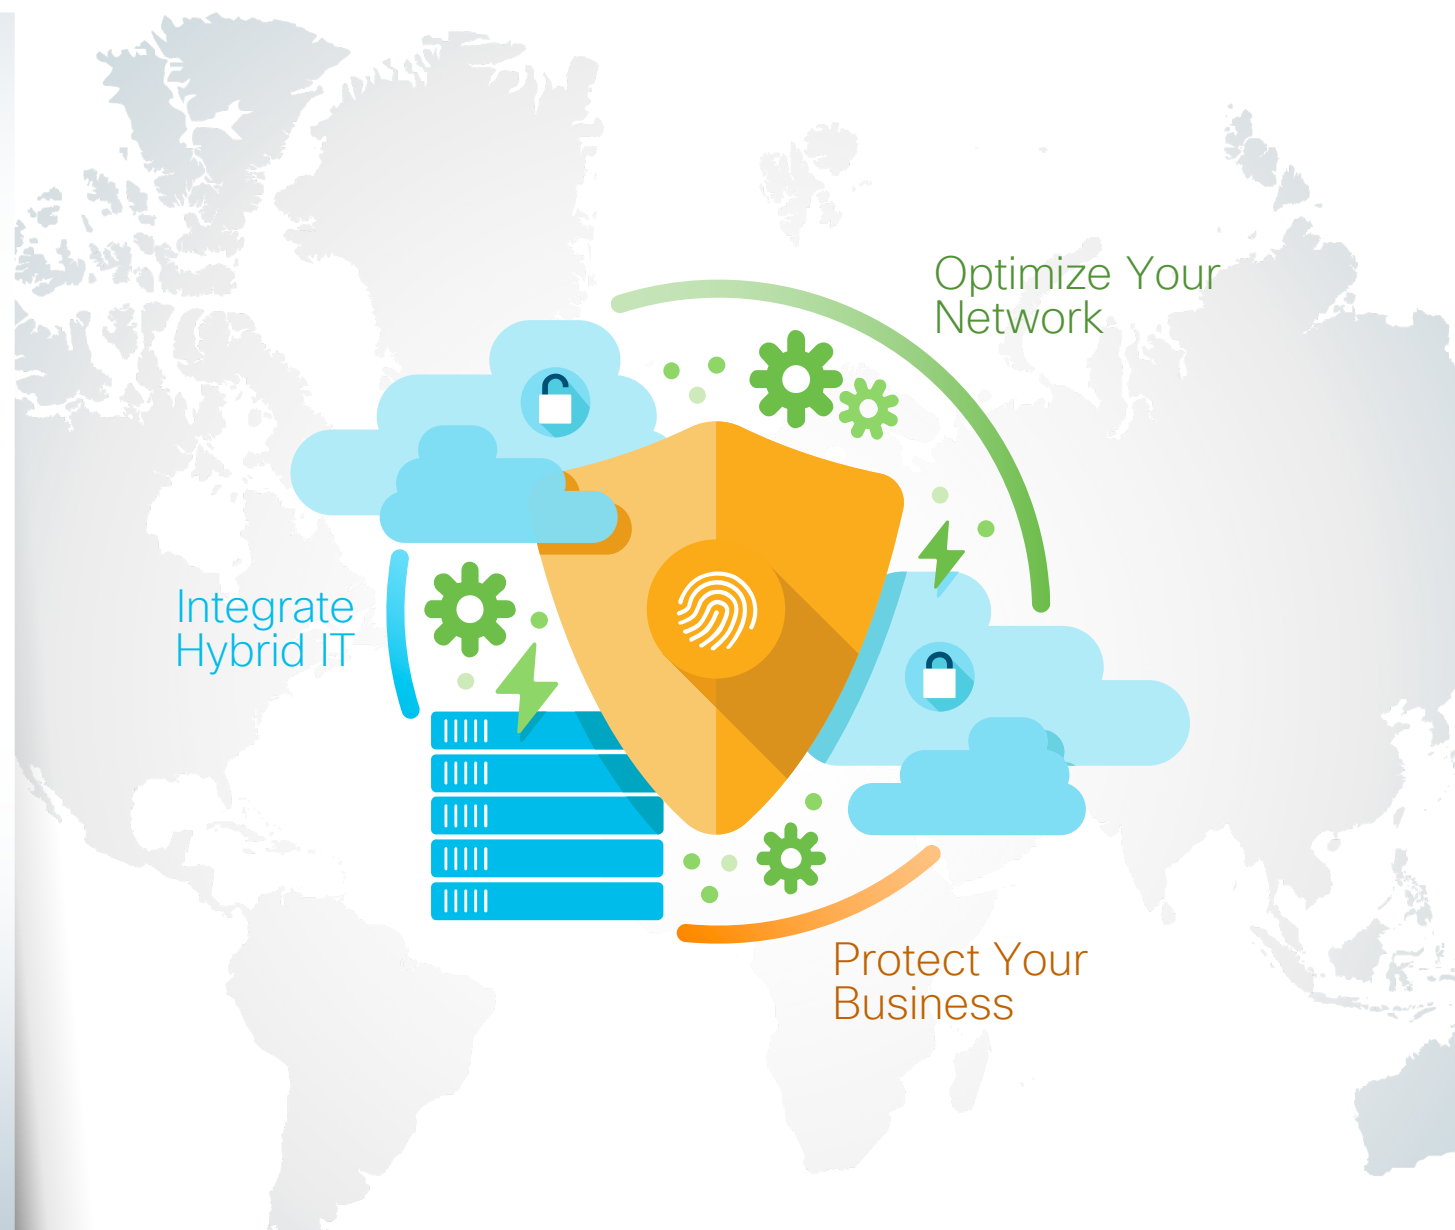 Optimize Your
Network
Integrate
Hybrid IT
Protect Your
Business